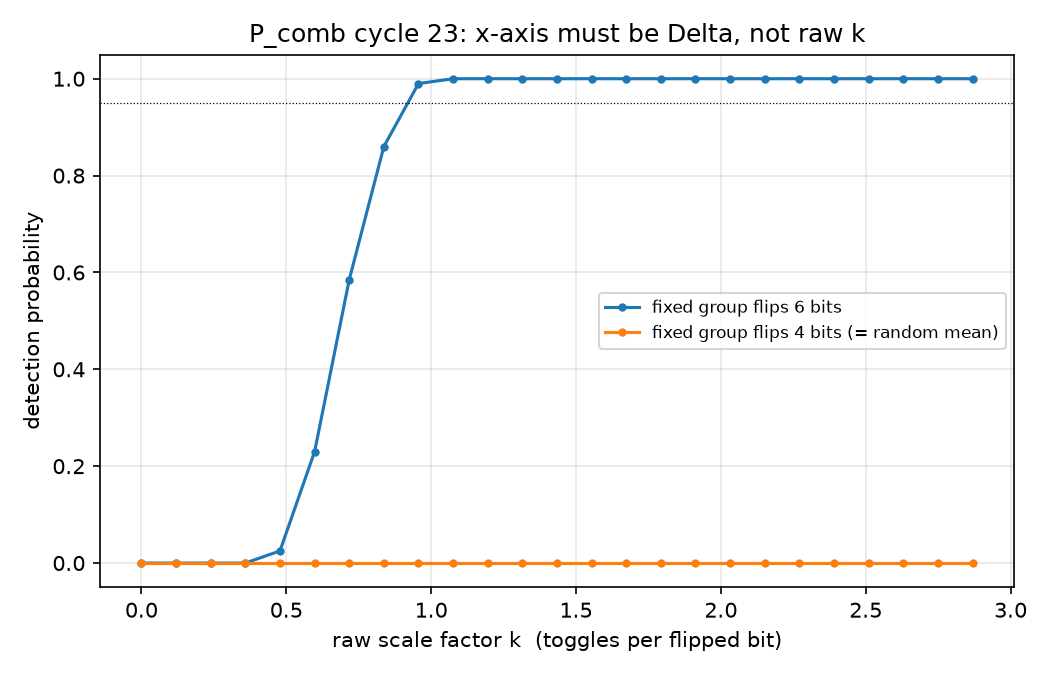 P_comb cycle 23: x-axis must be Delta, not raw k
detection probability
1.0
0.8
0.6
0.4
0.2
0.0
fixed group flips 6 bits
fixed group flips 4 bits (= random mean)
0.0 0.5 1.0 1.5 2.0 2.5 3.0
raw scale factor k (toggles per flipped bit)